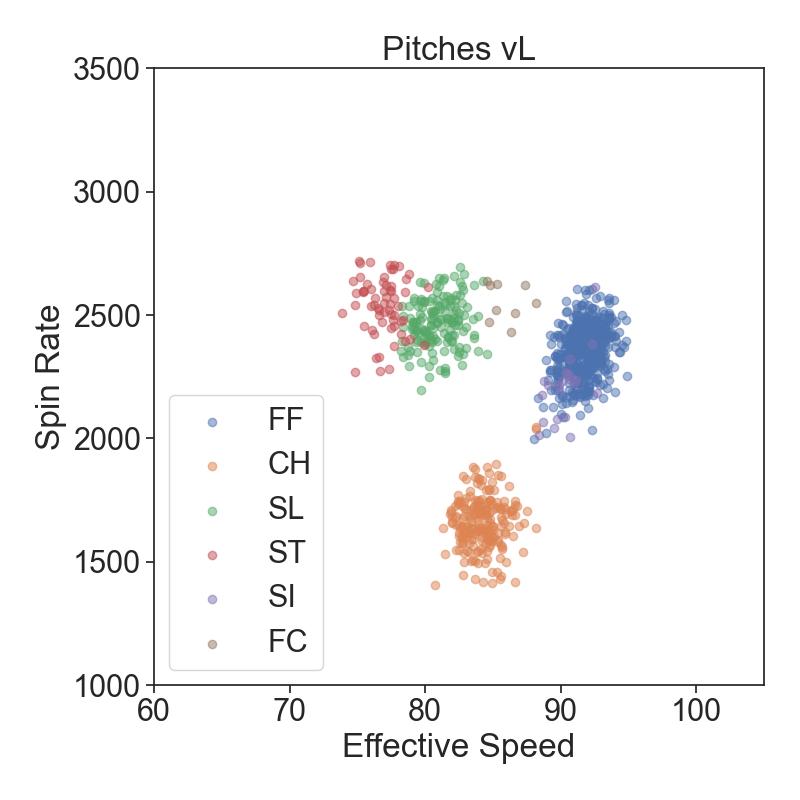 Pitches vL
3500
3000
2500
2000
1500
1000
Spin Rate
FF
CH
SL
ST
SI
FC
60 70 80 90 100
Effective Speed